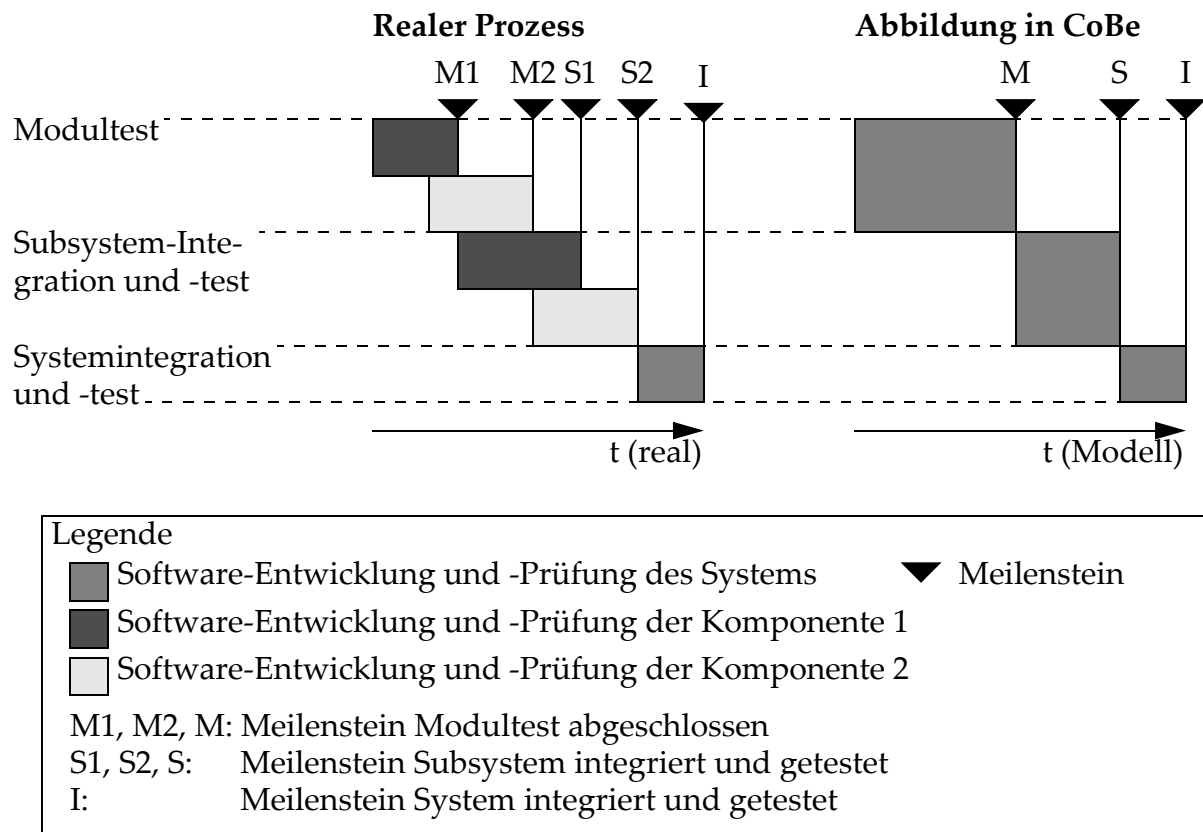 Realer Prozess
Abbildung in CoBe
M1 M2 S1 S2 I
M S I
Modultest
Subsystem-Inte-
gration und -test
Systemintegration
und -test
t (real)
t (Modell)
Legende
Software-Entwicklung und -Prüfung des Systems
Meilenstein
Software-Entwicklung und -Prüfung der Komponente 1
Software-Entwicklung und -Prüfung der Komponente 2
M1, M2, M: Meilenstein Modultest abgeschlossen
S1, S2, S: Meilenstein Subsystem integriert und getestet
I: Meilenstein System integriert und getestet